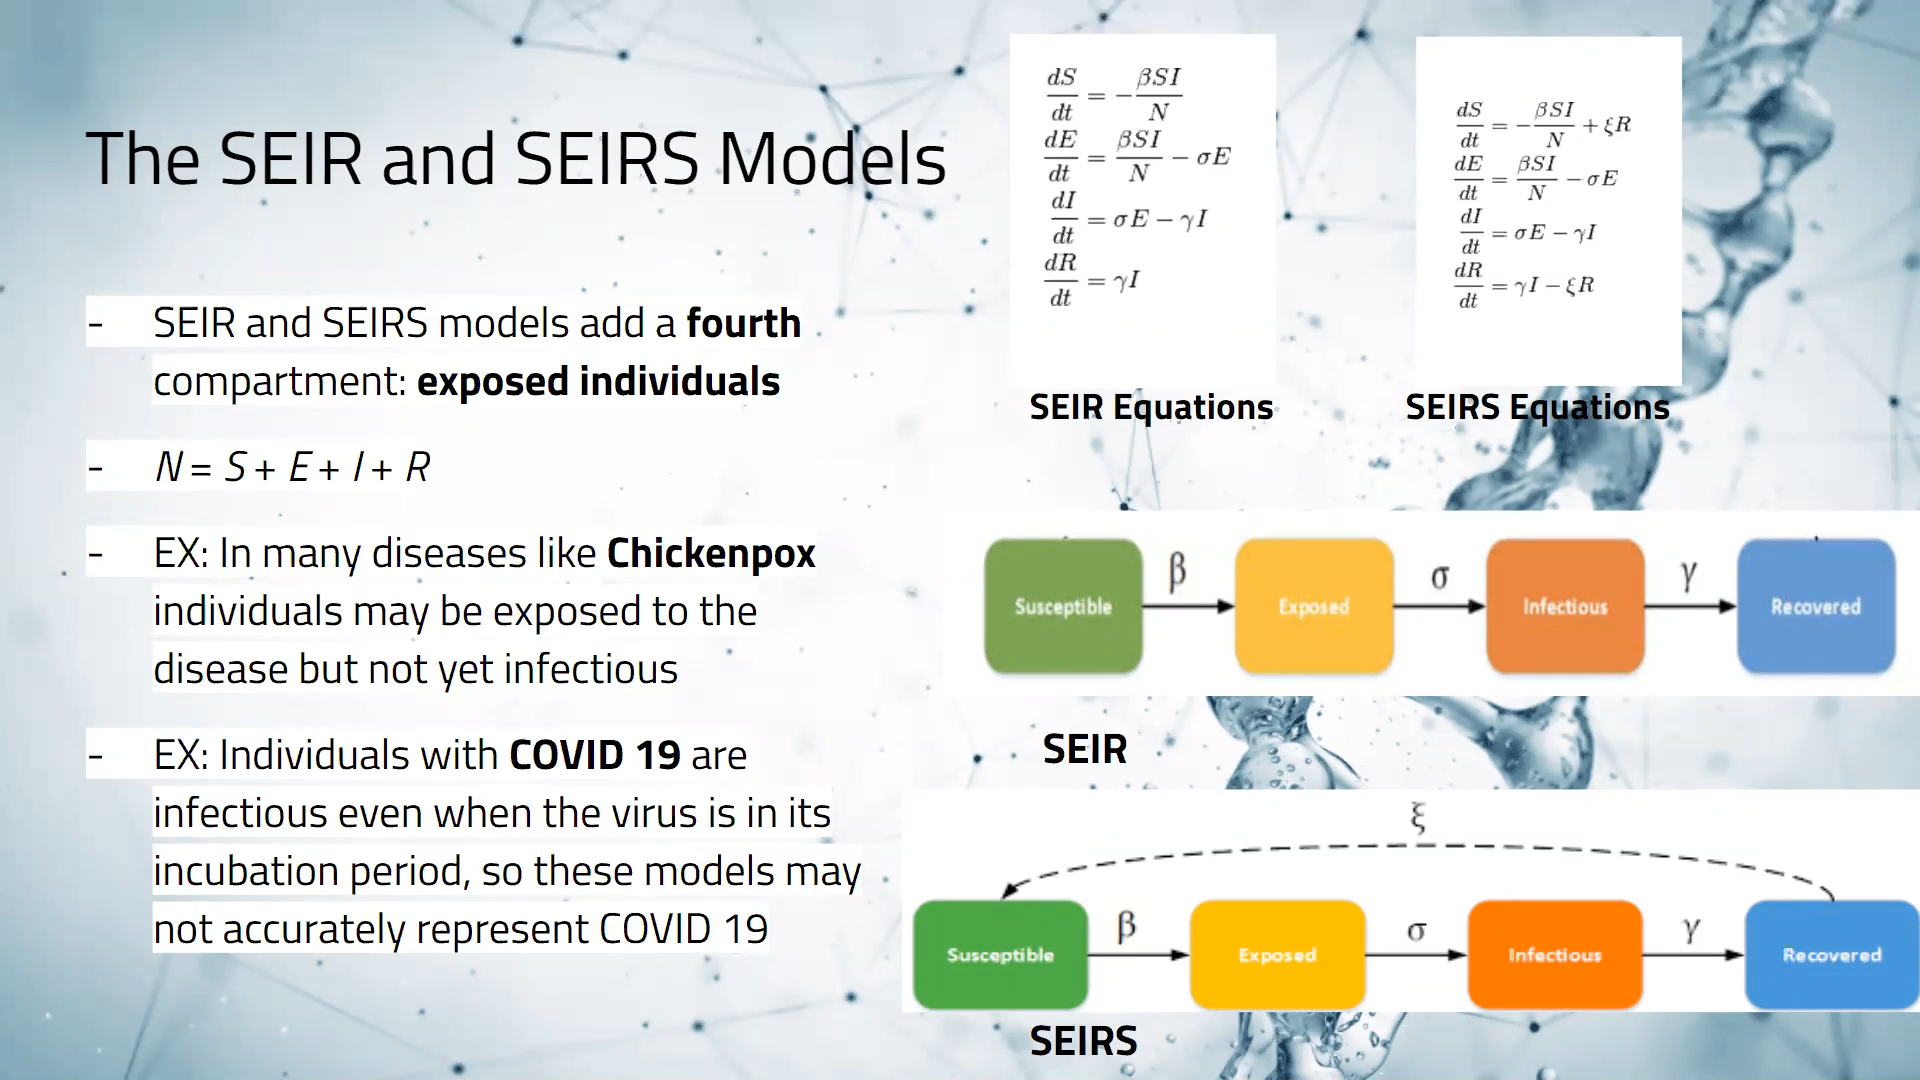 The SEIR and SEIRS Models
- SEIR and SEIRS models add a fourth
compartment: exposed individuals
- N = S + E + I + R
- EX: In many diseases like Chickenpox
individuals may be exposed to the
disease but not yet infectious
- EX: Individuals with COVID 19 are
infectious even when the virus is in its
incubation period, so these models may
not accurately represent COVID 19
dS/dt = −βSI/N
dE/dt = βSI/N − σE
dI/dt = σE − γI
dR/dt = γI
SEIR Equations
dS/dt = −βSI/N + ξR
dE/dt = βSI/N − σE
dI/dt = σE − γI
dR/dt = γI − ξR
SEIRS Equations
Susceptible β Exposed σ Infectious γ Recovered
SEIR
ξ
Susceptible β Exposed σ Infectious γ Recovered
SEIRS